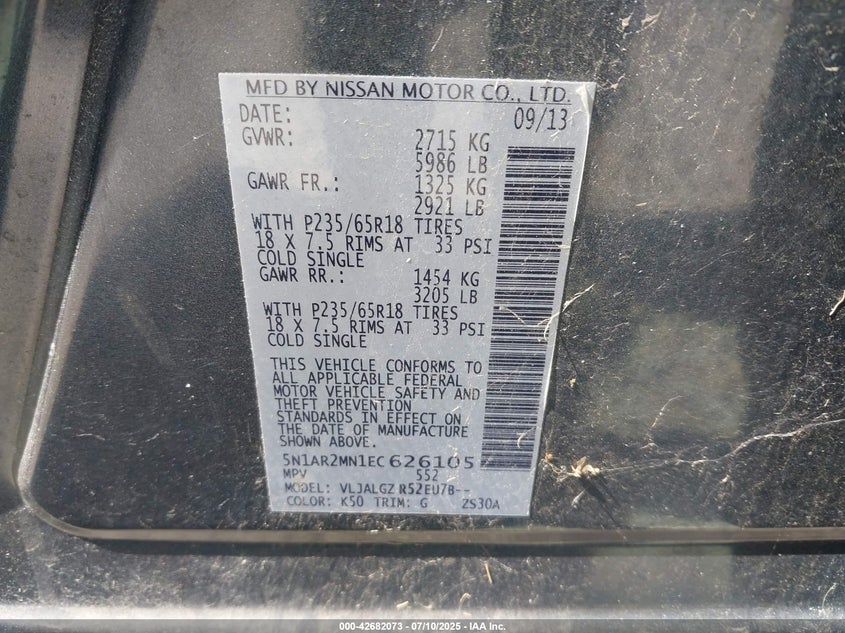 MFD BY NISSAN MOTOR CO., LTD.
DATE: 09/13
GVWR: 2715 KG
5986 LB
GAWR FR.: 1325 KG
2921 LB
WITH P235/65R18 TIRES
18 X 7.5 RIMS AT 33 PSI
COLD SINGLE
GAWR RR.: 1454 KG
3205 LB
WITH P235/65R18 TIRES
18 X 7.5 RIMS AT 33 PSI
COLD SINGLE
THIS VEHICLE CONFORMS TO
ALL APPLICABLE FEDERAL
MOTOR VEHICLE SAFETY AND
THEFT PREVENTION
STANDARDS IN EFFECT ON
THE DATE OF MANUFACTURE
SHOWN ABOVE.
5N1AR2MN1EC 626105
MPV 552
MODEL: VLJALGZ R52EU7B--
COLOR: K50 TRIM: G ZS30A
000-42682073 - 07/10/2025 - IAA Inc.